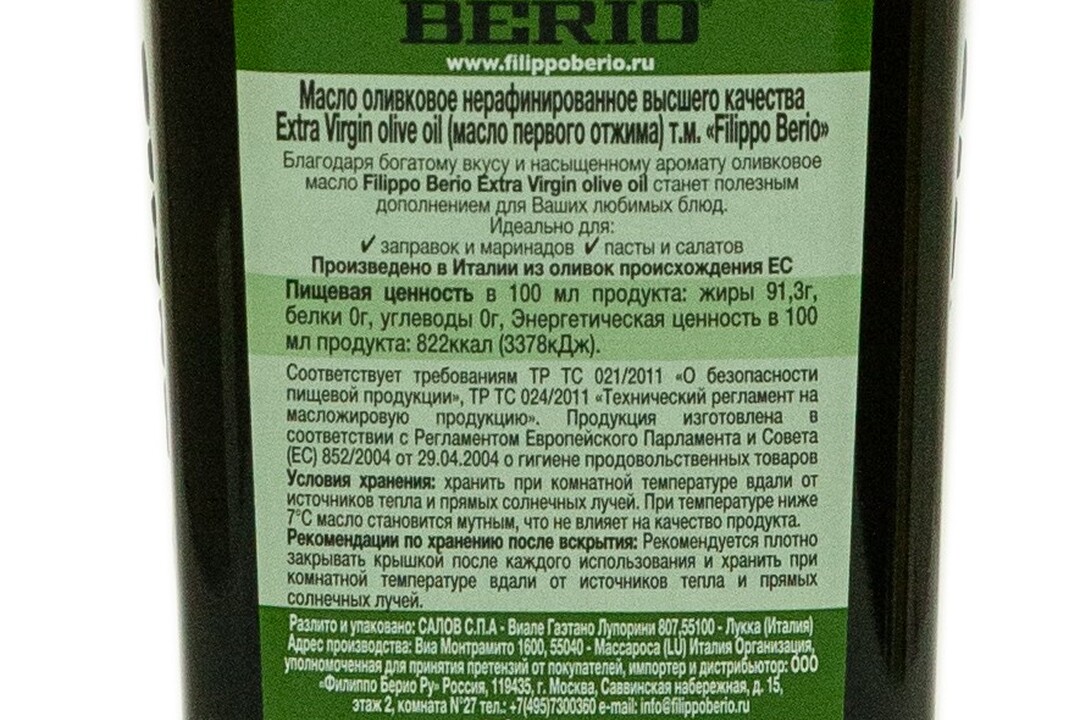 BERIO
www.filippoberio.ru
Масло оливковое нерафинированное высшего качества
Extra Virgin olive oil (масло первого отжима) т.м. «Filippo Berio»
Благодаря богатому вкусу и насыщенному аромату оливковое
масло Filippo Berio Extra Virgin olive oil станет полезным
дополнением для Ваших любимых блюд.
Идеально для:
✓ заправок и маринадов ✓ пасты и салатов
Произведено в Италии из оливок происхождения ЕС
Пищевая ценность в 100 мл продукта: жиры 91,3г,
белки 0г, углеводы 0г, Энергетическая ценность в 100
мл продукта: 822ккал (3378кДж).
Соответствует требованиям ТР ТС 021/2011 «О безопасности
пищевой продукции», ТР ТС 024/2011 «Технический регламент на
масложировую продукцию». Продукция изготовлена в
соответствии с Регламентом Европейского Парламента и Совета
(ЕС) 852/2004 от 29.04.2004 о гигиене продовольственных товаров
Условия хранения: хранить при комнатной температуре вдали от
источников тепла и прямых солнечных лучей. При температуре ниже
7°С масло становится мутным, что не влияет на качество продукта.
Рекомендации по хранению после вскрытия: Рекомендуется плотно
закрывать крышкой после каждого использования и хранить при
комнатной температуре вдали от источников тепла и прямых
солнечных лучей.
Разлито и упаковано: САЛОВ С.П.А - Виале Гаэтано Лупорини 807,55100 - Лукка (Италия)
Адрес производства: Виа Монтрамито 1600, 55040 - Массароса (LU) Италия Организация,
уполномоченная для принятия претензий от покупателей, импортер и дистрибьютор: ООО
«Филиппо Берио Ру» Россия, 119435, г. Москва, Саввинская набережная, д. 15,
этаж 2, комната N°27 тел.: +7(495)7300360 e-mail: info@filippoberio.ru